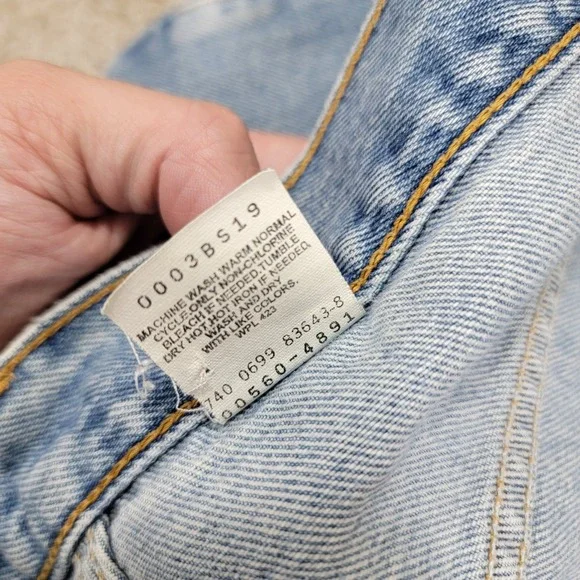 0003BS19
MACHINE WASH WARM NORMAL
CYCLE.ONLY NON-CHLORINE
BLEACH IF NEEDED.TUMBLE
DRY HOT.HOT IRON IF NEEDED.
WASH AND DRY
WITH LIKE COLORS.
WPL 423
740 0699 83643-8
90560-4891